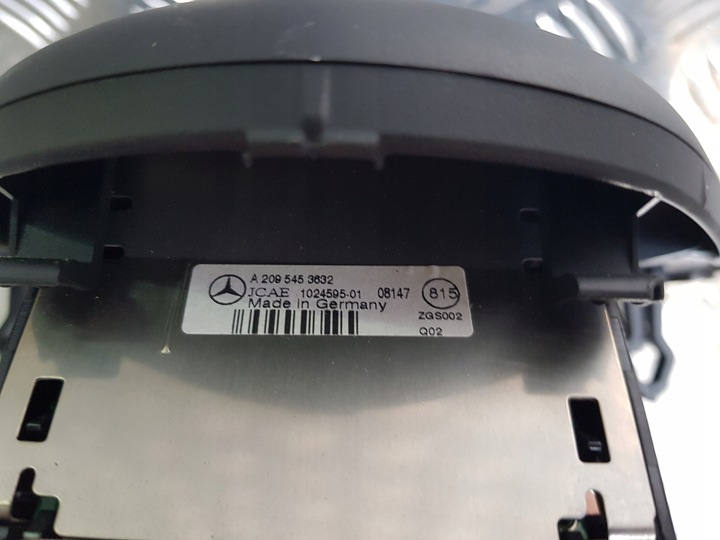 A 209 545 3632
JCAE 1024595-01 08147 815
Made in Germany ZGS002
Q02